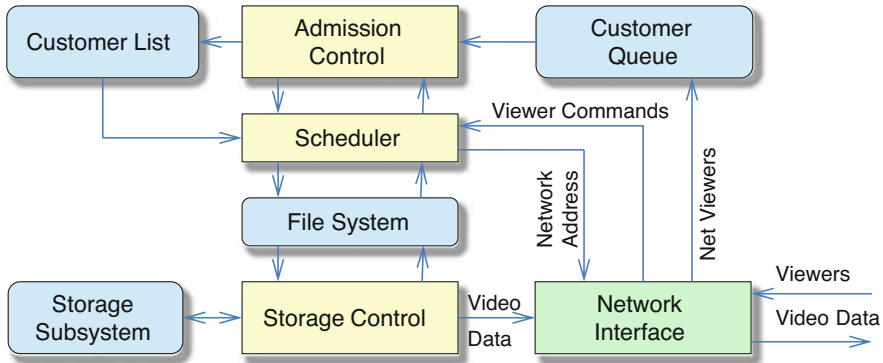 Customer List
Admission
Control
Customer
Queue
Viewer Commands
Scheduler
Network
Address
Net Viewers
File System
Storage
Subsystem
Storage Control
Video
Data
Network
Interface
Viewers
Video Data